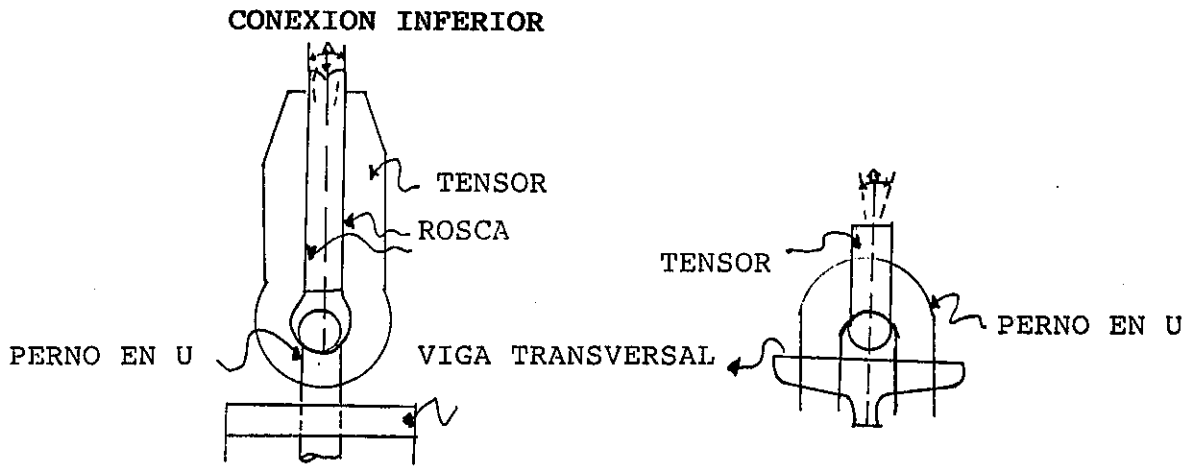 CONEXION INFERIOR
TENSOR
ROSCA
PERNO EN U
VIGA TRANSVERSAL
TENSOR
PERNO EN U